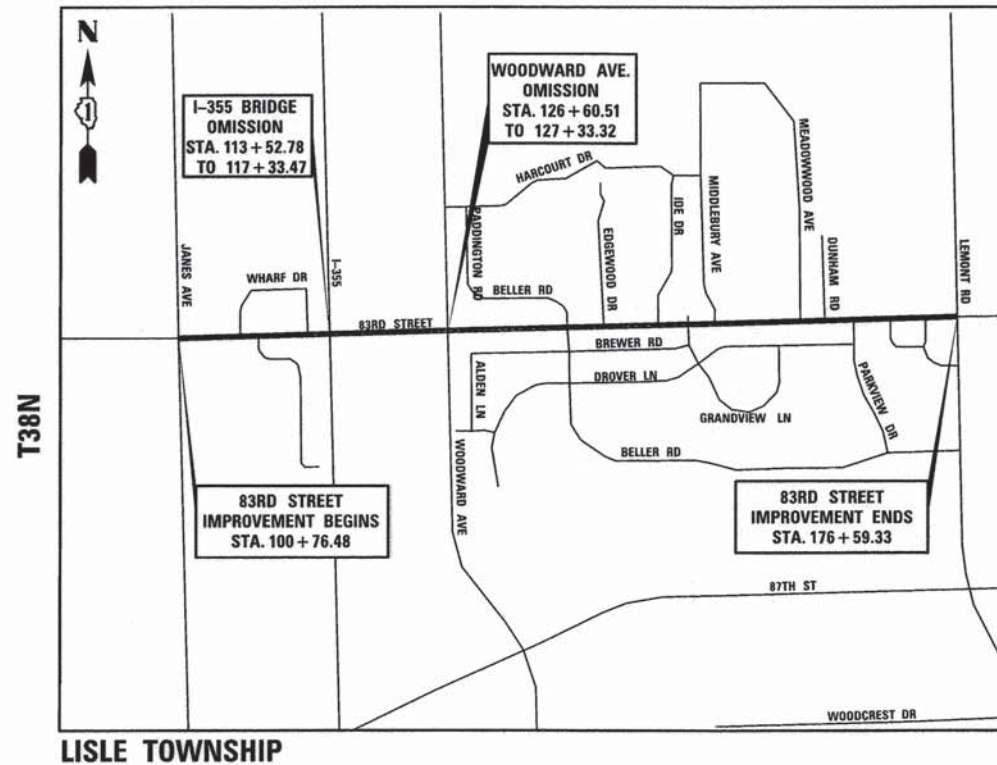 N
1
I-355 BRIDGE
OMISSION
STA. 113 + 52.78
TO 117 + 33.47
WOODWARD AVE.
OMISSION
STA. 126 + 60.51
TO 127 + 33.32
HARCOURT DR
PADDINGTON RD
EDGEWOOD DR
IDE DR
MIDDLEBURY AVE
MEADOWWOOD AVE
DUNHAM RD
LEMONT RD
JANES AVE
WHARF DR
I-355
BELLER RD
83RD STREET
BREWER RD
ALDEN LN
DROVER LN
GRANDVIEW LN
PARKVIEW DR
WOODWARD AVE
BELLER RD
T38N
83RD STREET
IMPROVEMENT BEGINS
STA. 100 + 76.48
83RD STREET
IMPROVEMENT ENDS
STA. 176 + 59.33
87TH ST
WOODCREST DR
LISLE TOWNSHIP